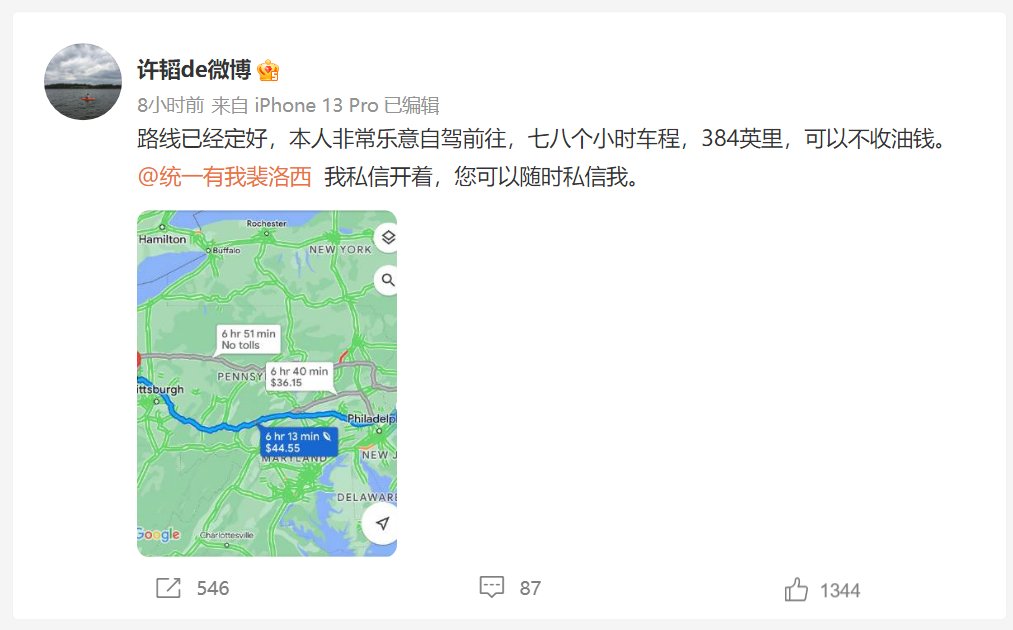 许韬de微博
8小时前 来自 iPhone 13 Pro 已编辑
路线已经定好，本人非常乐意自驾前往，七八个小时车程，384英里，可以不收油钱。
@统一有我裴洛西 我私信开着，您可以随时私信我。
Rochester
Hamilton
Buffalo
NEW YORK
6 hr 51 min
No tolls
6 hr 40 min
$36.15
PENNSY
ittsburgh
Philadelp
6 hr 13 min
$44.55
MARYLAND
NEW J
DELAWARE
Google
Charlottesville
546
87
1344